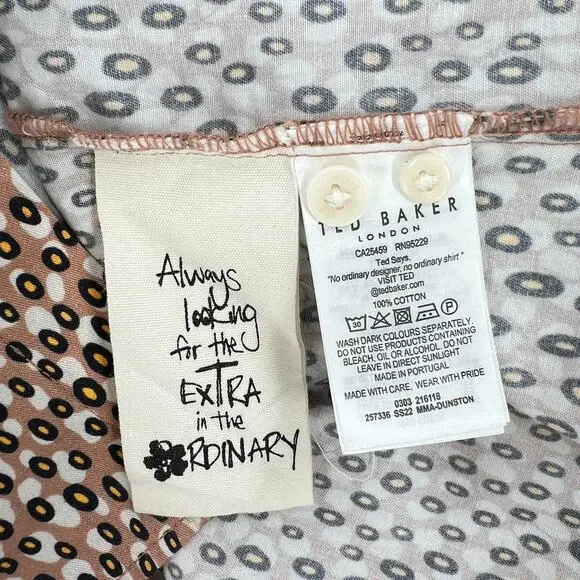 Always
looking
for the
EXTRA
in the
ORDINARY
TED BAKER
LONDON
CA25459 RN95229
Ted Says,
"No ordinary designer, no ordinary shirt"
VISIT TED
@tedbaker.com
100% COTTON
30
WASH DARK COLOURS SEPARATELY.
DO NOT USE PRODUCTS CONTAINING
BLEACH, OIL OR ALCOHOL. DO NOT
LEAVE IN DIRECT SUNLIGHT
MADE IN PORTUGAL
MADE WITH CARE. WEAR WITH PRIDE
0303 216118
257336 SS22 MMA-DUNSTON